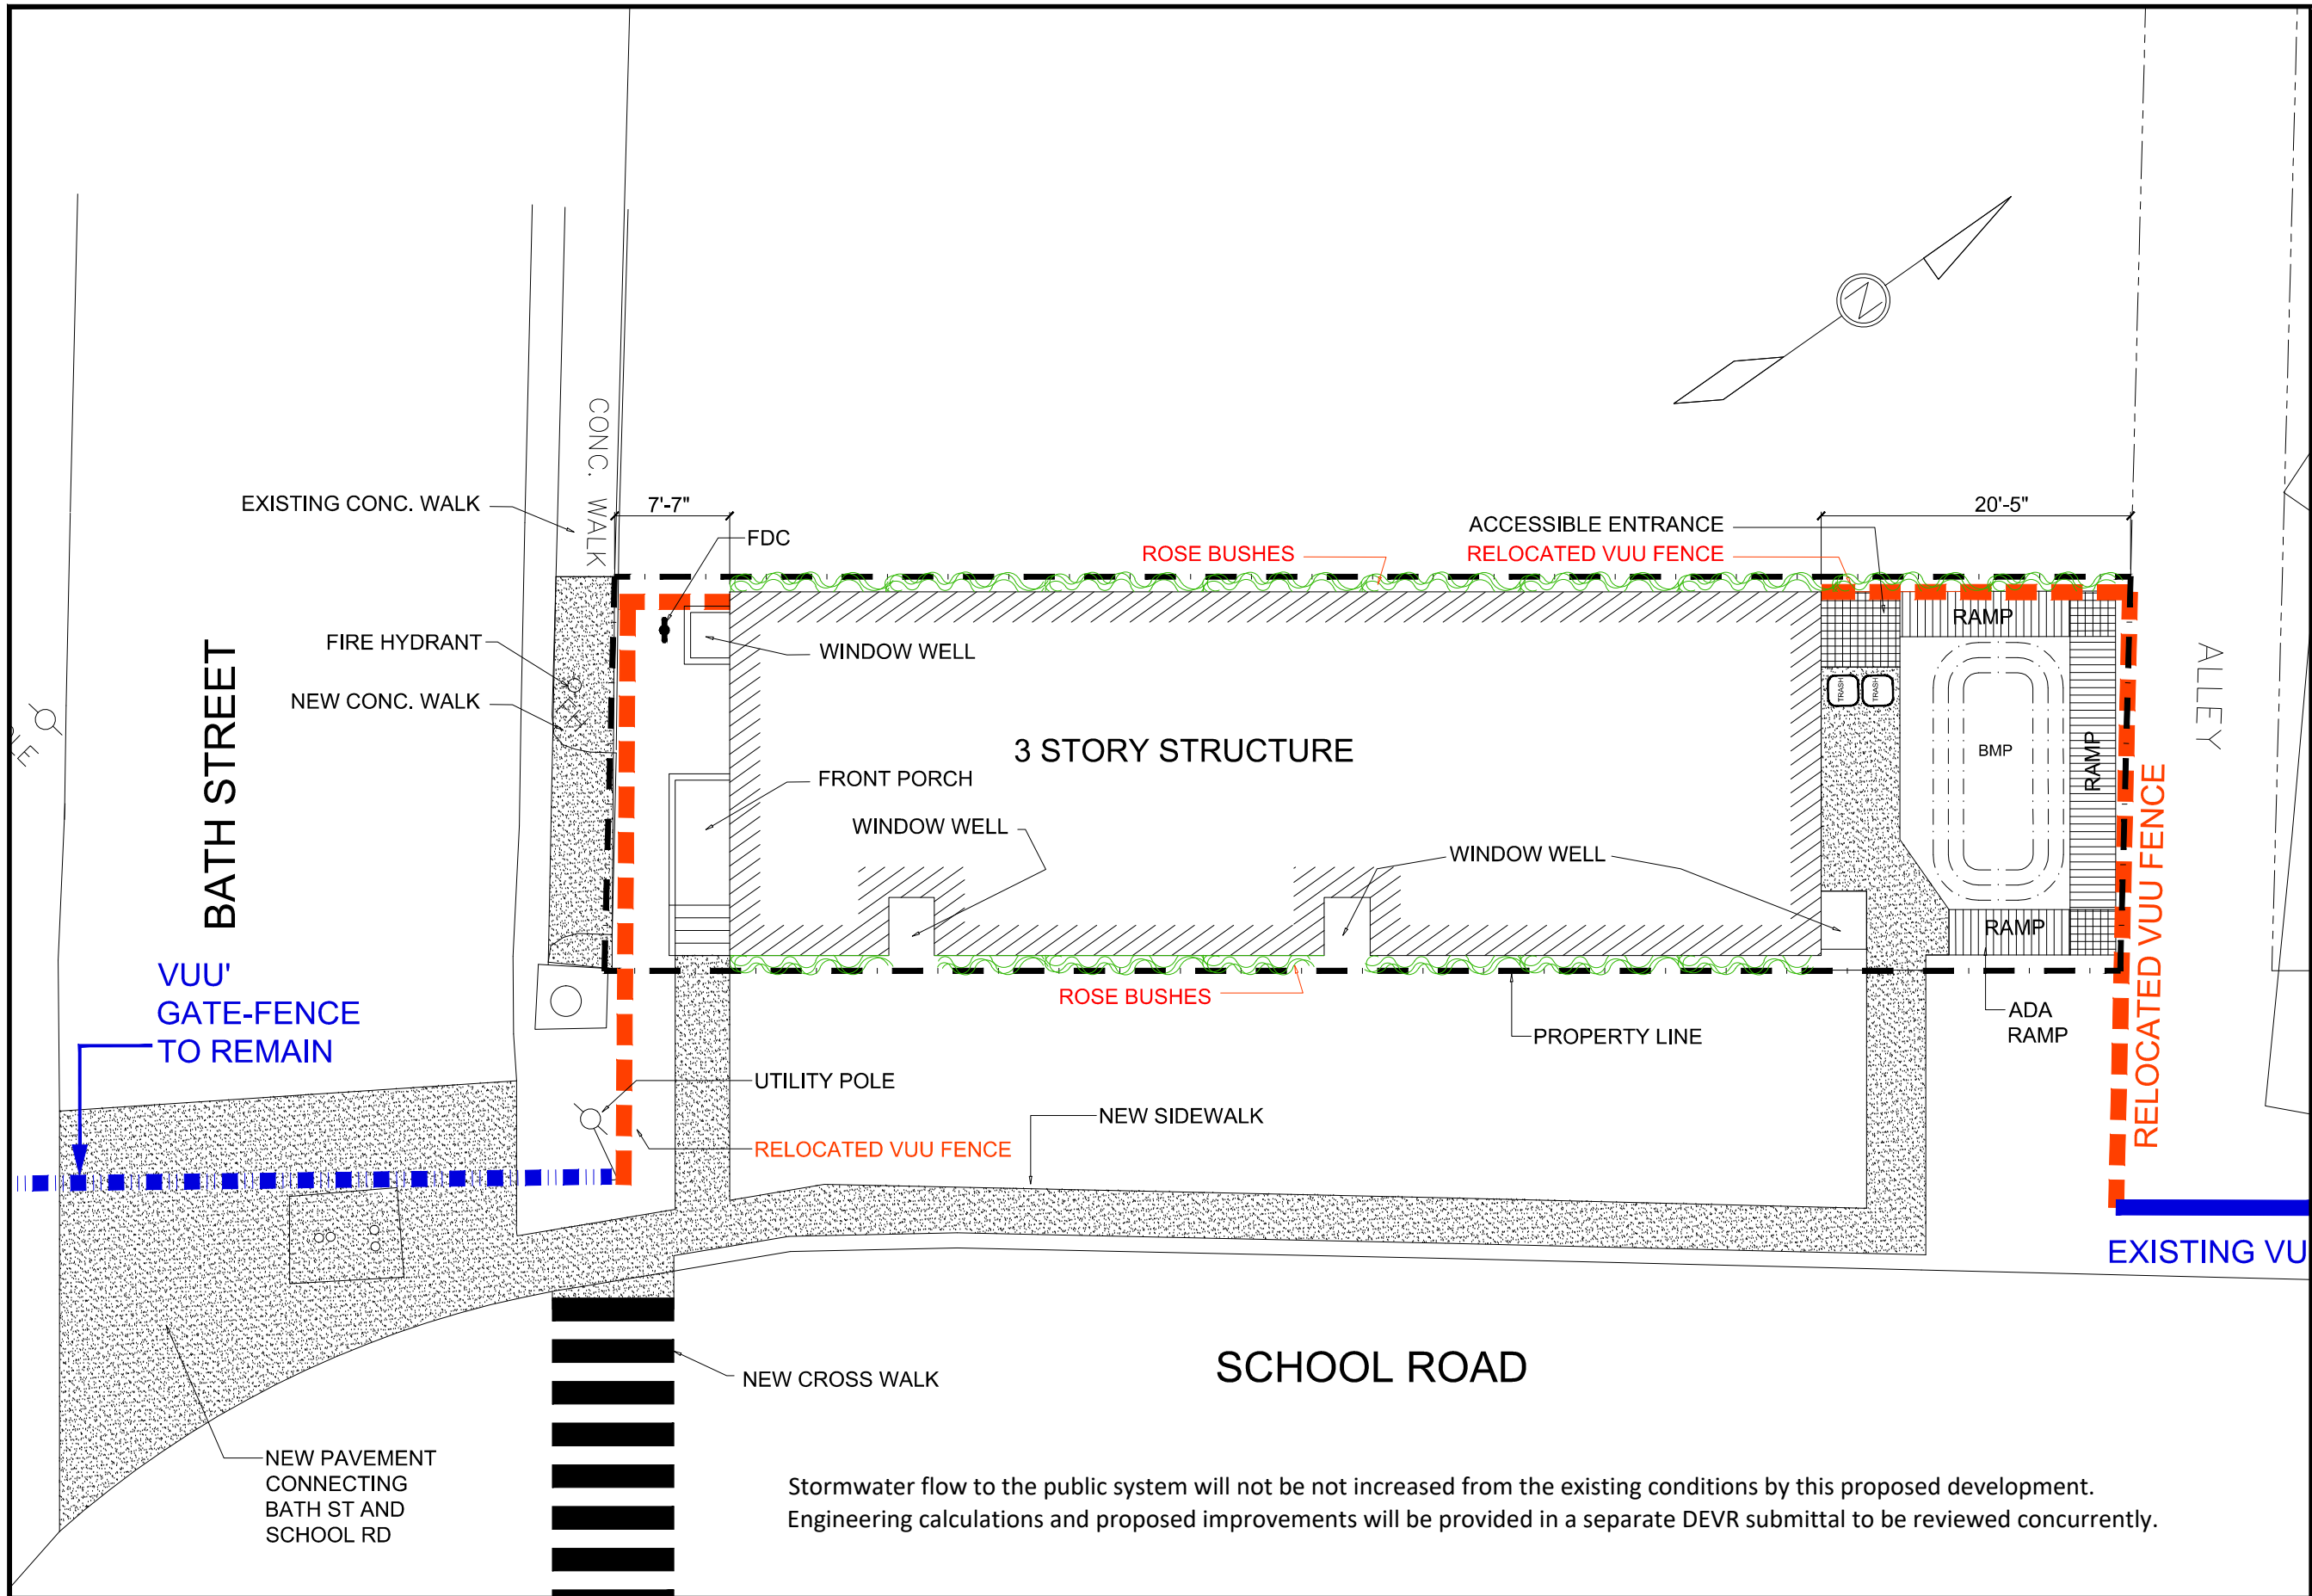 CONC. WALK
EXISTING CONC. WALK
7'-7"
FDC
20'-5"
ACCESSIBLE ENTRANCE
ROSE BUSHES
RELOCATED VUU FENCE
N
RAMP
FIRE HYDRANT
WINDOW WELL
NEW CONC. WALK
TRASH
TRASH
ALLEY
BATH STREET
3 STORY STRUCTURE
BMP
RAMP
FRONT PORCH
WINDOW WELL
WINDOW WELL
RELOCATED VUU FENCE
RAMP
VUU'
GATE-FENCE
TO REMAIN
ROSE BUSHES
ADA
RAMP
PROPERTY LINE
UTILITY POLE
NEW SIDEWALK
RELOCATED VUU FENCE
EXISTING VU
SCHOOL ROAD
NEW CROSS WALK
NEW PAVEMENT
CONNECTING
BATH ST AND
SCHOOL RD
Stormwater flow to the public system will not be not increased from the existing conditions by this proposed development.
Engineering calculations and proposed improvements will be provided in a separate DEVR submittal to be reviewed concurrently.